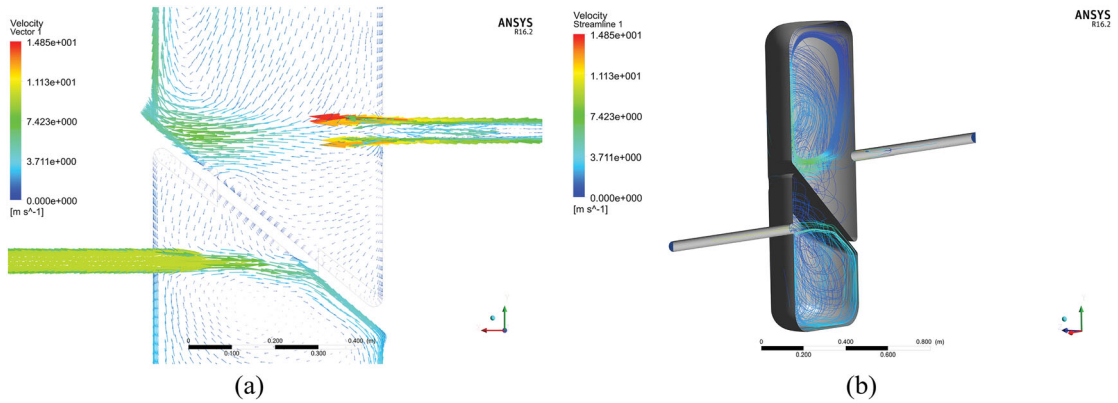 Velocity
Vector 1
1.485e+001
1.113e+001
7.423e+000
3.711e+000
0.000e+000
[m s^-1]
ANSYS
R16.2
0
0.200
0.400 (m)
0.100
0.300
(a)
Velocity
Streamline 1
1.485e+001
1.113e+001
7.423e+000
3.711e+000
0.000e+000
[m s^-1]
ANSYS
R16.2
0
0.400
0.800 (m)
0.200
0.600
(b)